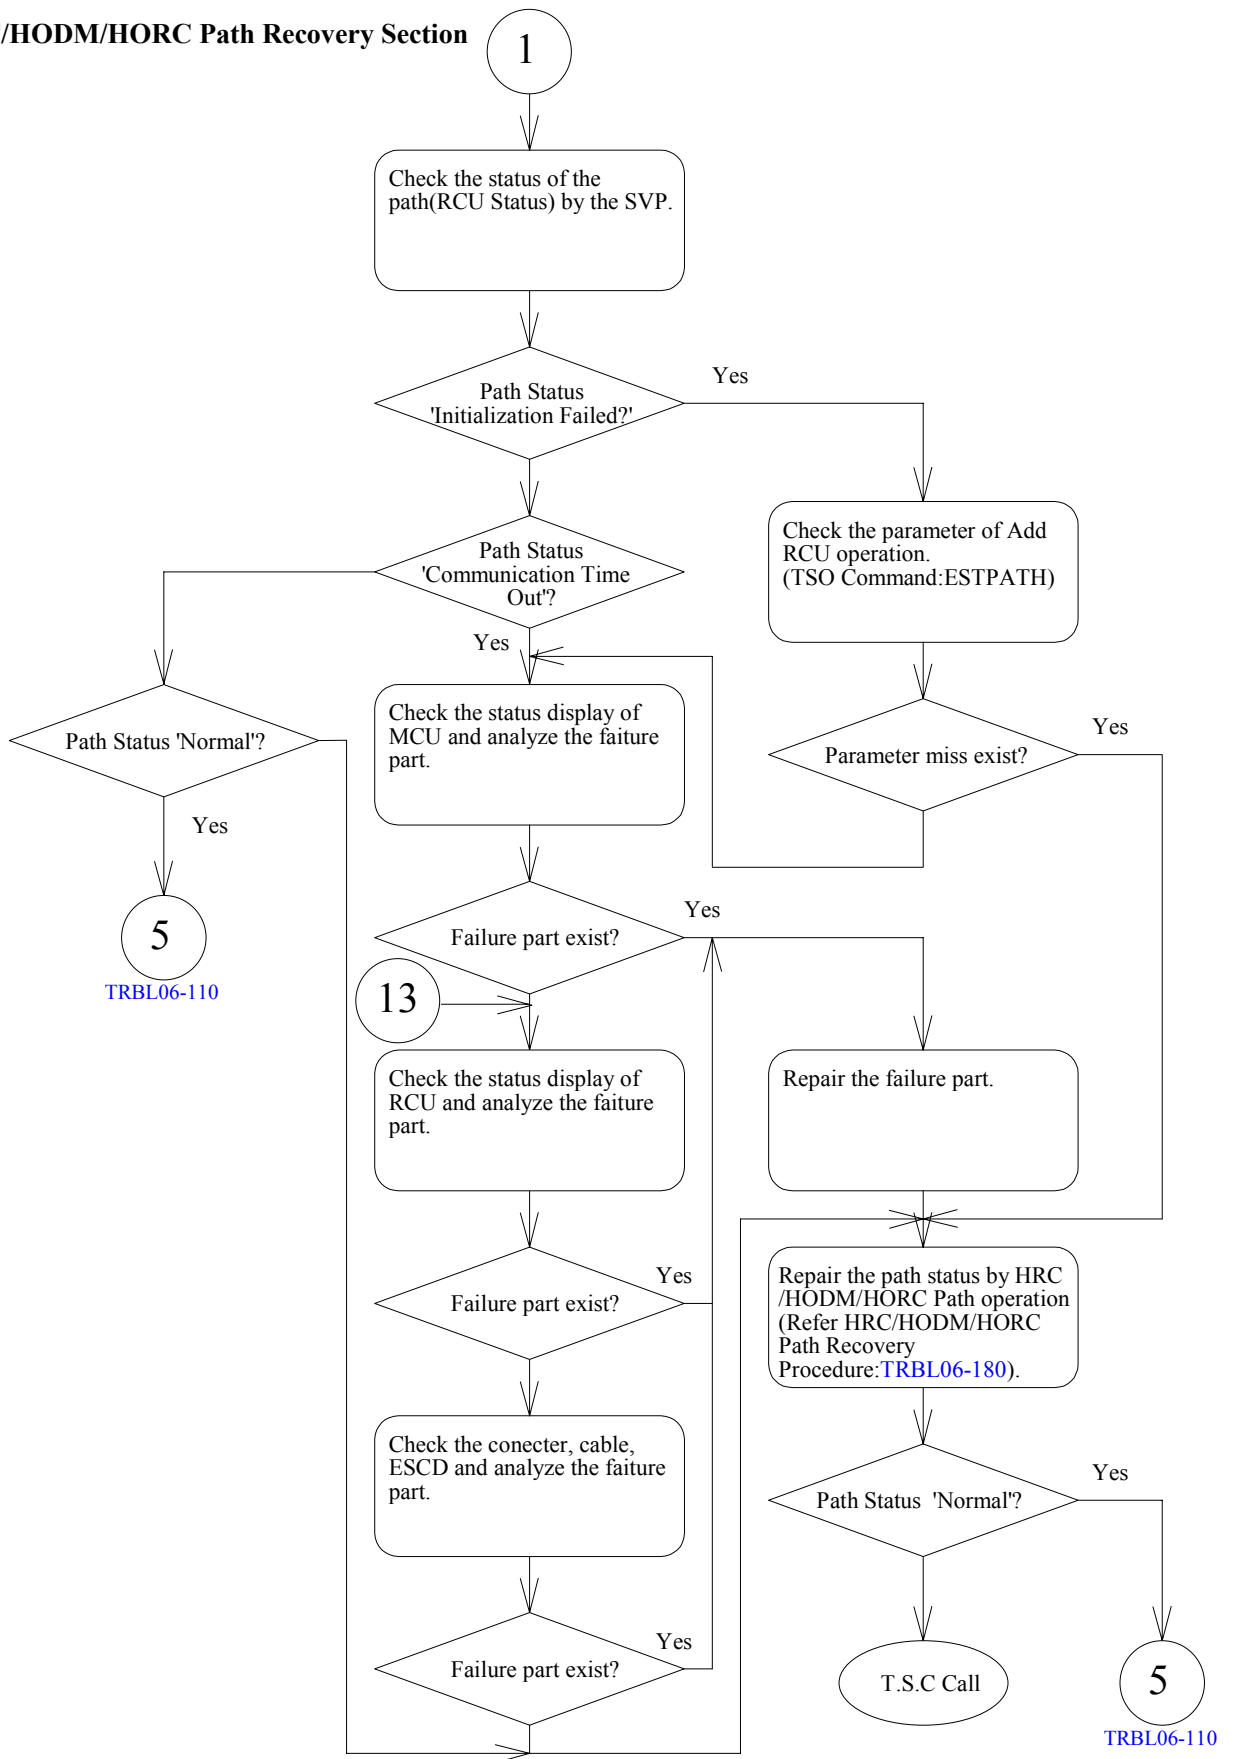 /HODM/HORC Path Recovery Section
1
Check the status of the
path(RCU Status) by the SVP.
Path Status
'Initialization Failed?'
Yes
Path Status
'Communication Time
Out'?
Yes
Check the parameter of Add
RCU operation.
(TSO Command:ESTPATH)
Path Status 'Normal'?
Yes
5
TRBL06-110
Check the status display of
MCU and analyze the faiture
part.
Parameter miss exist?
Yes
Failure part exist?
Yes
13
Check the status display of
RCU and analyze the faiture
part.
Repair the failure part.
Failure part exist?
Yes
Repair the path status by HRC
/HODM/HORC Path operation
(Refer HRC/HODM/HORC
Path Recovery
Procedure:TRBL06-180).
Check the conecter, cable,
ESCD and analyze the faiture
part.
Path Status 'Normal'?
Yes
Failure part exist?
Yes
T.S.C Call
5
TRBL06-110